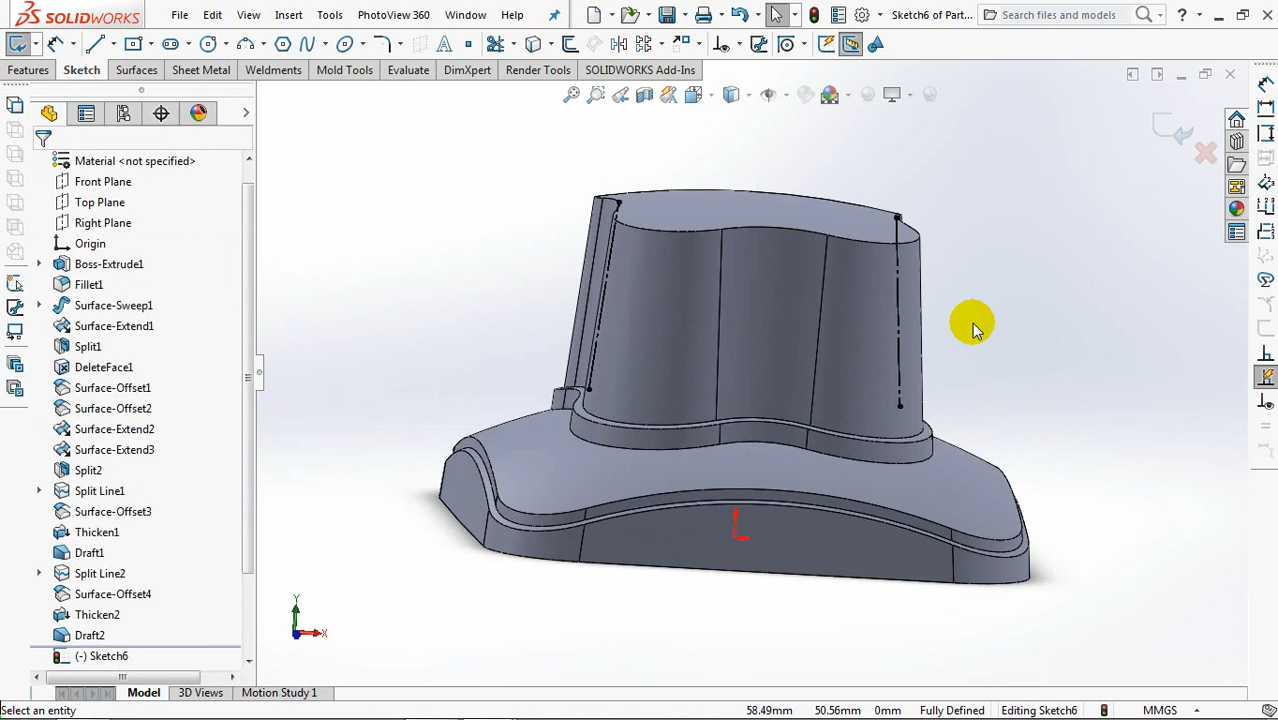 SOLIDWORKS File Edit View Insert Tools PhotoView 360 Window Help Sketch6 of Part... Search files and models ?
Features Sketch Surfaces Sheet Metal Weldments Mold Tools Evaluate DimXpert Render Tools SOLIDWORKS Add-Ins
Material <not specified>
Front Plane
Top Plane
Right Plane
Origin
Boss-Extrude1
Fillet1
Surface-Sweep1
Surface-Extend1
Split1
DeleteFace1
Surface-Offset1
Surface-Offset2
Surface-Extend2
Surface-Extend3
Split2
Split Line1
Surface-Offset3
Thicken1
Draft1
Split Line2
Surface-Offset4
Thicken2
Draft2
(-) Sketch6
Y
X
Model 3D Views Motion Study 1
Select an entity 58.49mm 50.56mm 0mm Fully Defined Editing Sketch6 MMGS